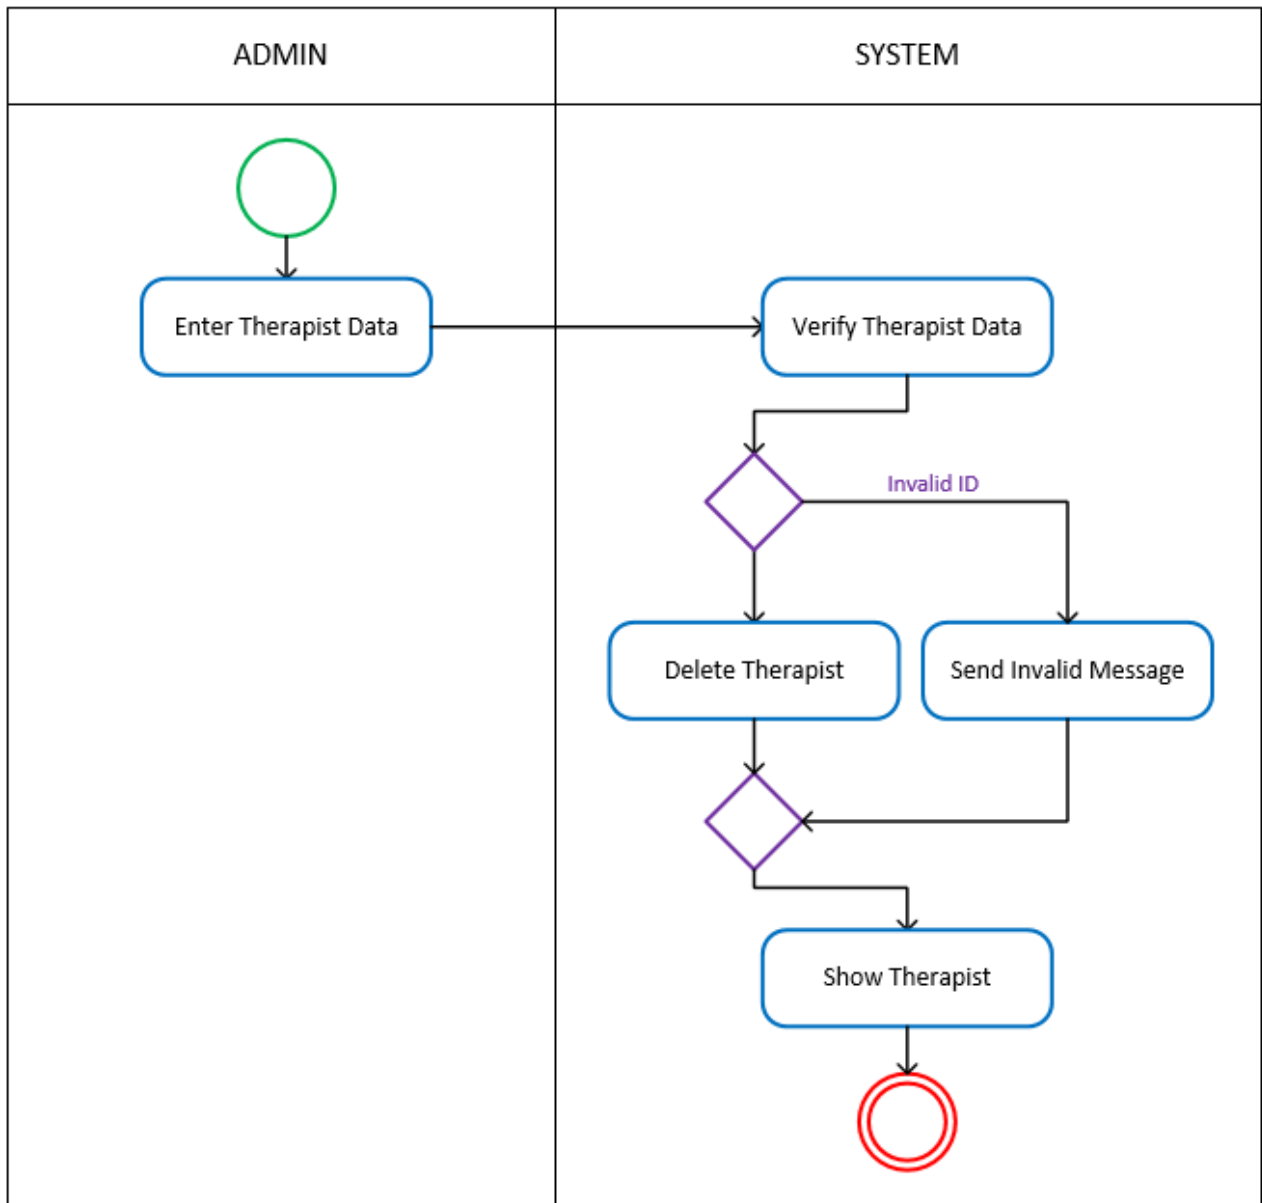 ADMIN
SYSTEM
Enter Therapist Data
Verify Therapist Data
Invalid ID
Delete Therapist
Send Invalid Message
Show Therapist